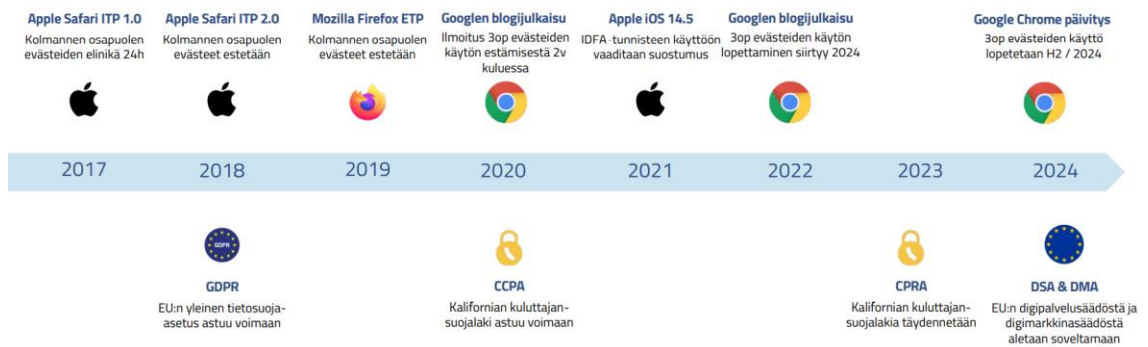 Apple Safari ITP 1.0
Kolmannen osapuolen
evästeiden elinikä 24h
Apple Safari ITP 2.0
Kolmannen osapuolen
evästeet estetään
Mozilla Firefox ETP
Kolmannen osapuolen
evästeet estetään
Googlen blogijulkaisu
Ilmoitus 3op evästeiden
käytön estämisestä 2v
kuluessa
Apple iOS 14.5
IDFA-tunnisteen käyttöön
vaaditaan suostumus
Googlen blogijulkaisu
3op evästeiden käytön
lopettaminen siirtyy 2024
Google Chrome päivitys
3op evästeiden käyttö
lopetetaan H2 / 2024
2017
2018
2019
2020
2021
2022
2023
2024
GDPR
GDPR
EU:n yleinen tietosuoja-
asetus astuu voimaan
CCPA
Kalifornian kuluttajan-
suojalaki astuu voimaan
CPRA
Kalifornian kuluttajan-
suojalakia täydennetään
DSA & DMA
EU:n digipalvelusäädöstä ja
digimarkkinasäädöstä
aletaan soveltamaan